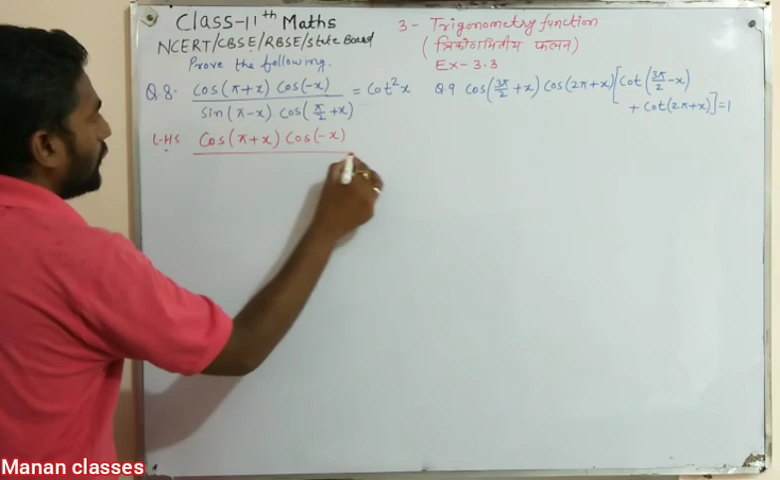 Class-11th Maths
NCERT/CBSE/RBSE/State Board
Prove the following.
3- Trigonometry function
(त्रिकोणमितीय फलन)
Ex-3.3
Q.8. cos(π+x) cos(-x) / sin(π-x) cos(π/2+x) = Cot²x
L.H.S Cos(π+x) Cos(-x)
Q.9 cos(3π/2+x) cos(2π+x)[cot(3π/2-x)
+ cot(2π+x)]=1
Manan classes